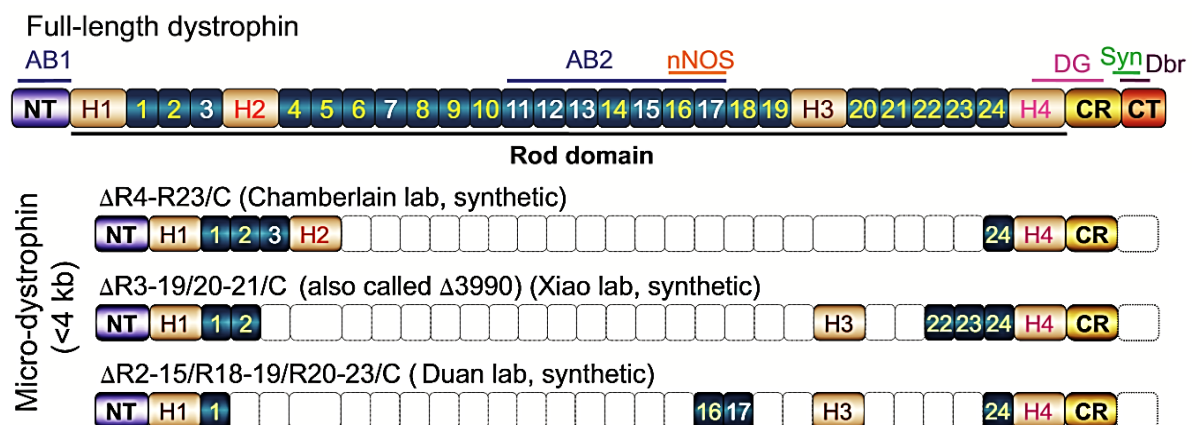 Full-length dystrophin
AB1 AB2 nNOS DG Syn Dbr
NT H1 1 2 3 H2 4 5 6 7 8 9 10 11 12 13 14 15 16 17 18 19 H3 20 21 22 23 24 H4 CR CT
Rod domain
Micro-dystrophin
(<4 kb)
ΔR4-R23/C (Chamberlain lab, synthetic)
NT H1 1 2 3 H2 24 H4 CR
ΔR3-19/20-21/C (also called Δ3990) (Xiao lab, synthetic)
NT H1 1 2 H3 22 23 24 H4 CR
ΔR2-15/R18-19/R20-23/C ( Duan lab, synthetic)
NT H1 1 16 17 H3 24 H4 CR